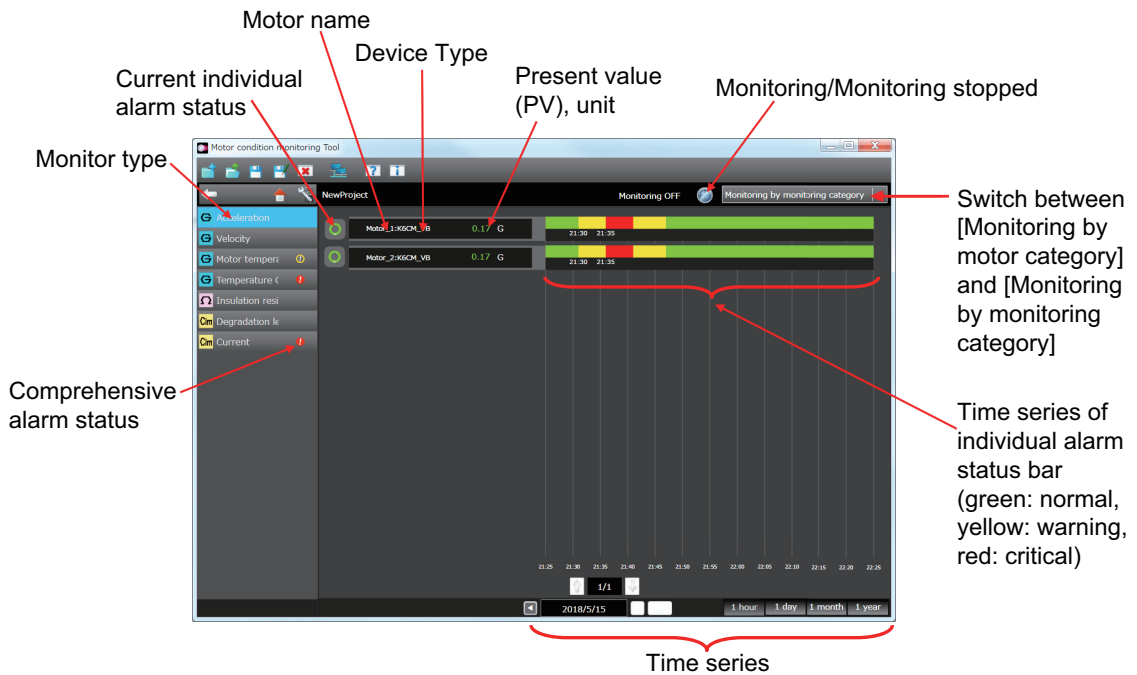 Motor name
Device Type
Current individual
alarm status
Present value
(PV), unit
Monitoring/Monitoring stopped
Monitor type
Motor condition monitoring Tool
NewProject
Monitoring OFF
Monitoring by monitoring category
Switch between
[Monitoring by
motor category]
and [Monitoring
by monitoring
category]
Acceleration
Velocity
Motor tempera
Temperature (
Insulation resi
Degradation le
Current
Motor_1:K6CM_VB 0.17 G
21:30 21:35
Motor_2:K6CM_VB 0.17 G
21:30 21:35
Comprehensive
alarm status
Time series of
individual alarm
status bar
(green: normal,
yellow: warning,
red: critical)
21:25 21:30 21:35 21:40 21:45 21:50 21:55 22:00 22:05 22:10 22:15 22:20 22:25
1/1
2018/5/15
1 hour 1 day 1 month 1 year
Time series